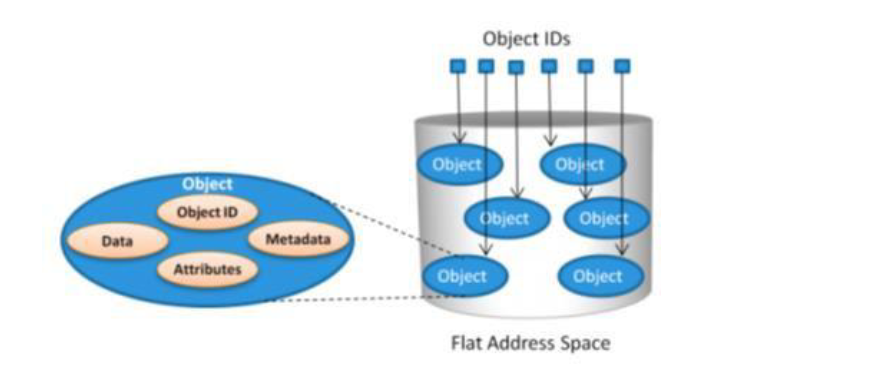 Object IDs
Object
Object
Object
Object ID
Object
Object
Data
Metadata
Attributes
Object
Object
Flat Address Space